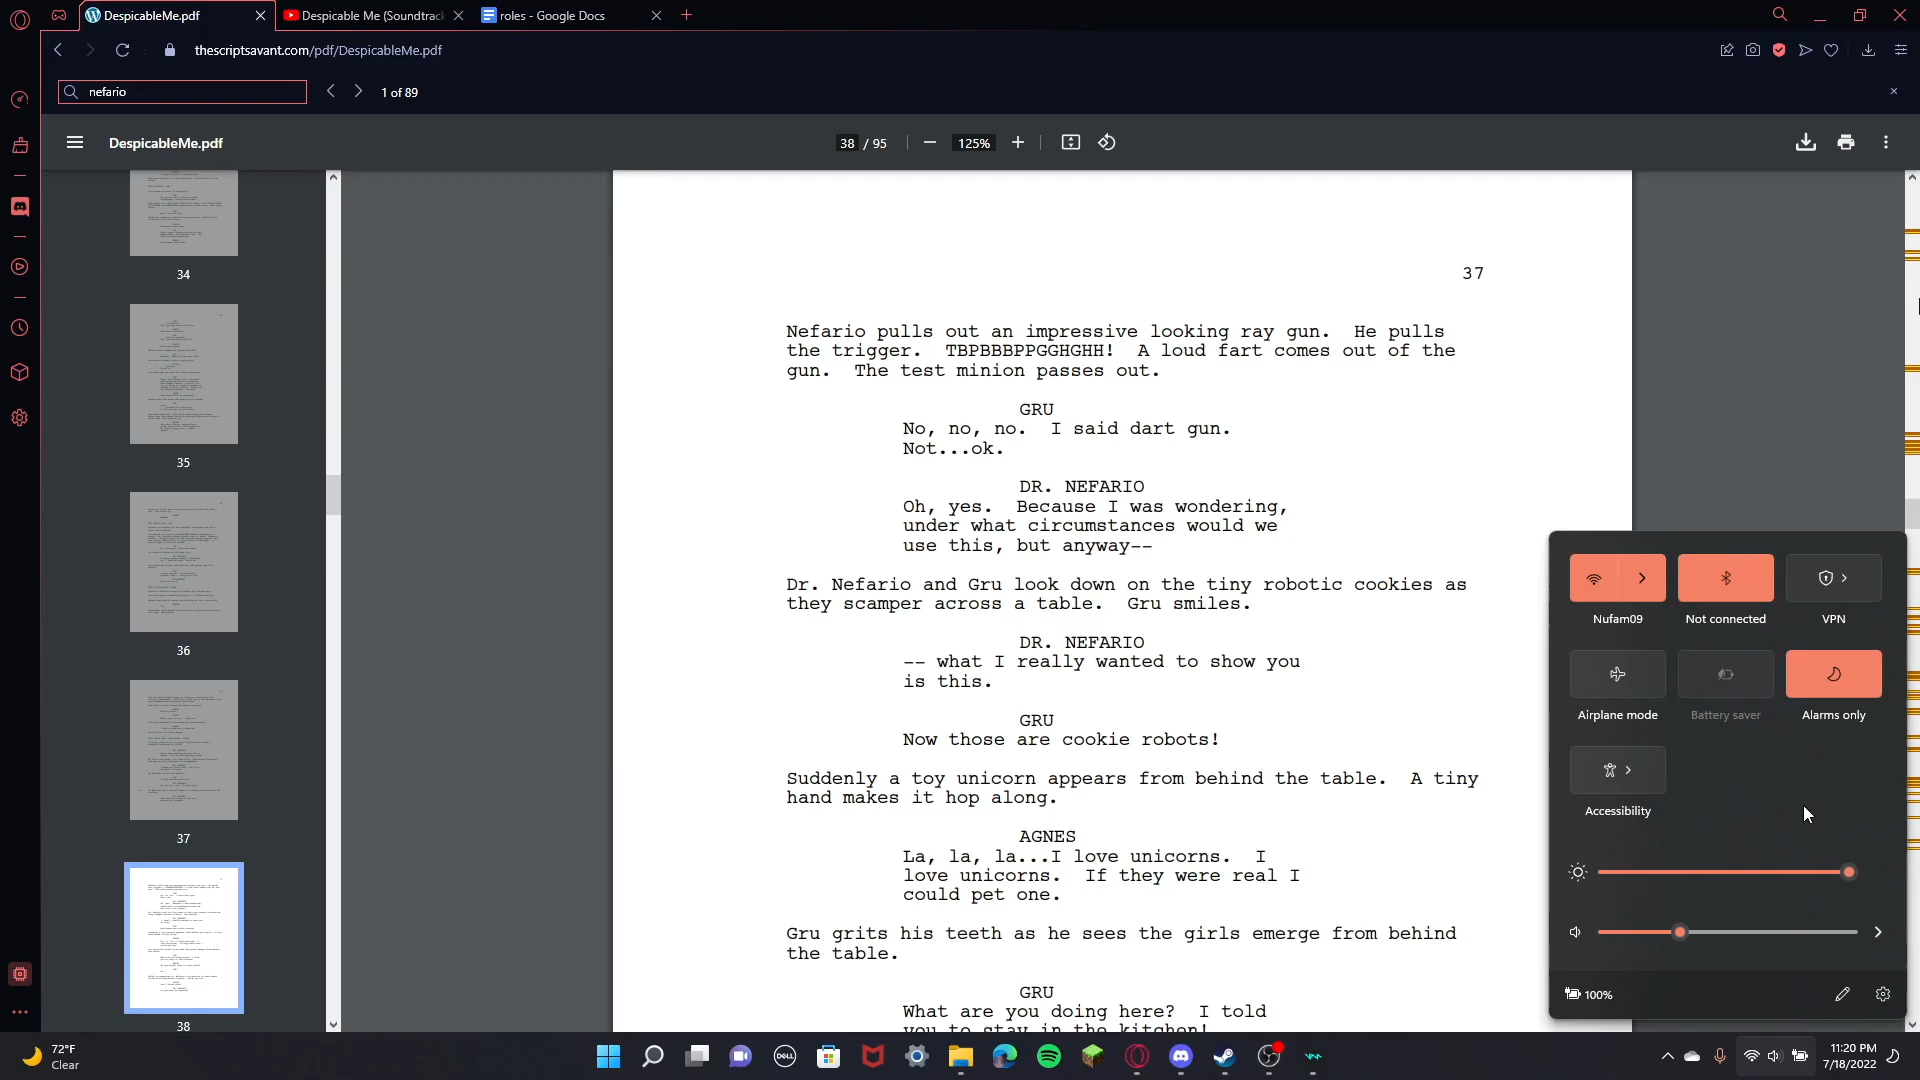 DespicableMe.pdf
Despicable Me (Soundtrac
roles - Google Docs
thescriptsavant.com/pdf/DespicableMe.pdf
nefario
1 of 89
DespicableMe.pdf
38 / 95
125%
34
35
36
37
38
37
Nefario pulls out an impressive looking ray gun. He pulls
the trigger. TBPBBBPPGGHGHH! A loud fart comes out of the
gun. The test minion passes out.
GRU
No, no, no. I said dart gun.
Not...ok.
DR. NEFARIO
Oh, yes. Because I was wondering,
under what circumstances would we
use this, but anyway--
Dr. Nefario and Gru look down on the tiny robotic cookies as
they scamper across a table. Gru smiles.
DR. NEFARIO
-- what I really wanted to show you
is this.
GRU
Now those are cookie robots!
Suddenly a toy unicorn appears from behind the table. A tiny
hand makes it hop along.
AGNES
La, la, la...I love unicorns. I
love unicorns. If they were real I
could pet one.
Gru grits his teeth as he sees the girls emerge from behind
the table.
GRU
What are you doing here? I told
you to stay in the kitchen!
Nufam09
Not connected
VPN
Airplane mode
Battery saver
Alarms only
Accessibility
100%
72°F
Clear
DELL
11:20 PM
7/18/2022